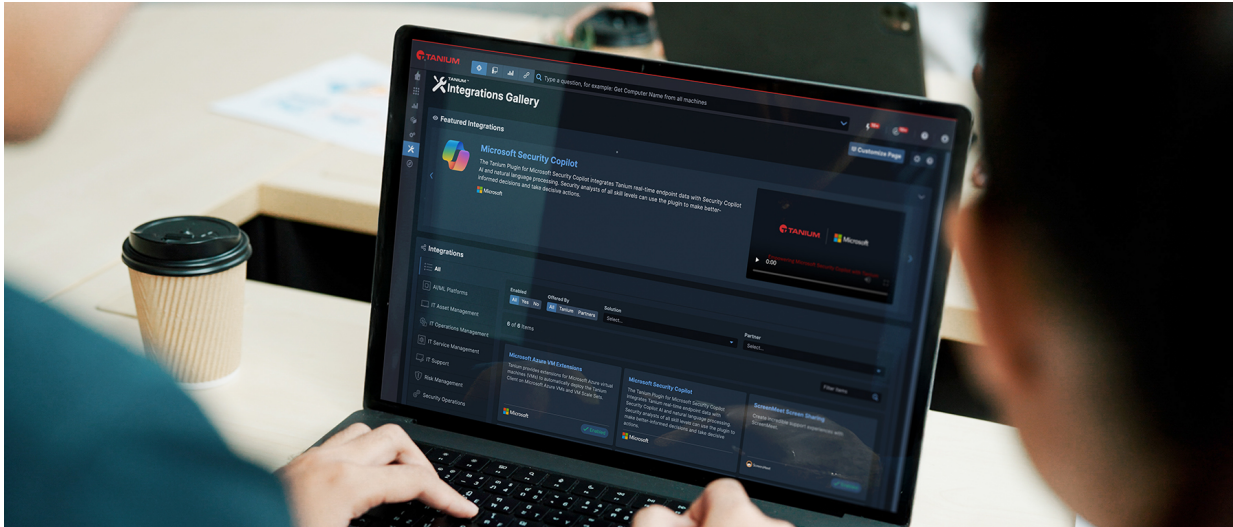 TANIUM
Type a question, for example: Get Computer Name from all machines
TANIUM™
Integrations Gallery
Customize Page
Featured Integrations
Microsoft Security Copilot
The Tanium Plugin for Microsoft Security Copilot integrates Tanium real-time endpoint data with Security Copilot
AI and natural language processing. Security analysts of all skill levels can use the plugin to make better-
informed decisions and take decisive actions.
Microsoft
TANIUM
Microsoft
0:00
Integrations
All
AI/ML Platforms
IT Asset Management
IT Operations Management
IT Service Management
IT Support
Risk Management
Security Operations
Enabled
All Yes No
Offered By
All Tanium Partners
Solution
Select...
Partner
Select...
6 of 6 items
Filter items
Microsoft Azure VM Extensions
Tanium provides extensions for Microsoft Azure virtual
machines (VMs) to automatically deploy the Tanium
Client on Microsoft Azure VMs and VM Scale Sets.
Microsoft
Enabled
Microsoft Security Copilot
The Tanium Plugin for Microsoft Security Copilot
integrates Tanium real-time endpoint data with
Security Copilot AI and natural language processing.
Security analysts of all skill levels can use the plugin to
make better-informed decisions and take decisive
actions.
Microsoft
ScreenMeet Screen Sharing
Create incredible support experiences with
ScreenMeet.
ScreenMeet
Enabled